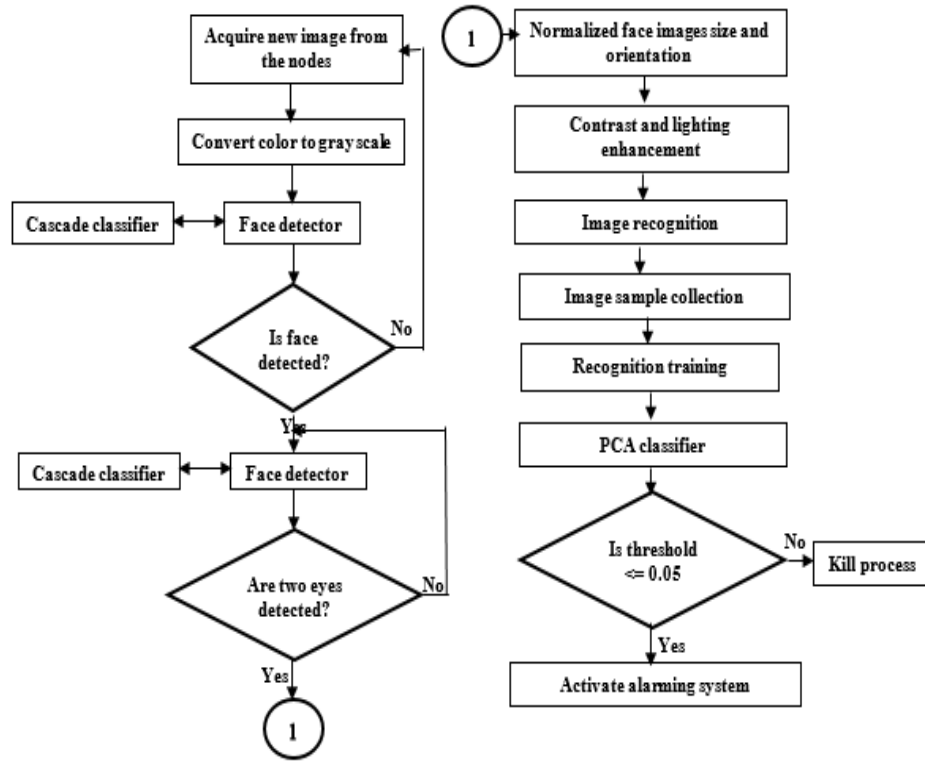 Acquire new image from
the nodes
Convert color to gray scale
Cascade classifier
Face detector
Is face
detected?
No
Yes
Cascade classifier
Face detector
Are two eyes
detected?
No
Yes
1
1
Normalized face images size and
orientation
Contrast and lighting
enhancement
Image recognition
Image sample collection
Recognition training
PCA classifier
Is threshold
<= 0.05
No
Kill process
Yes
Activate alarming system